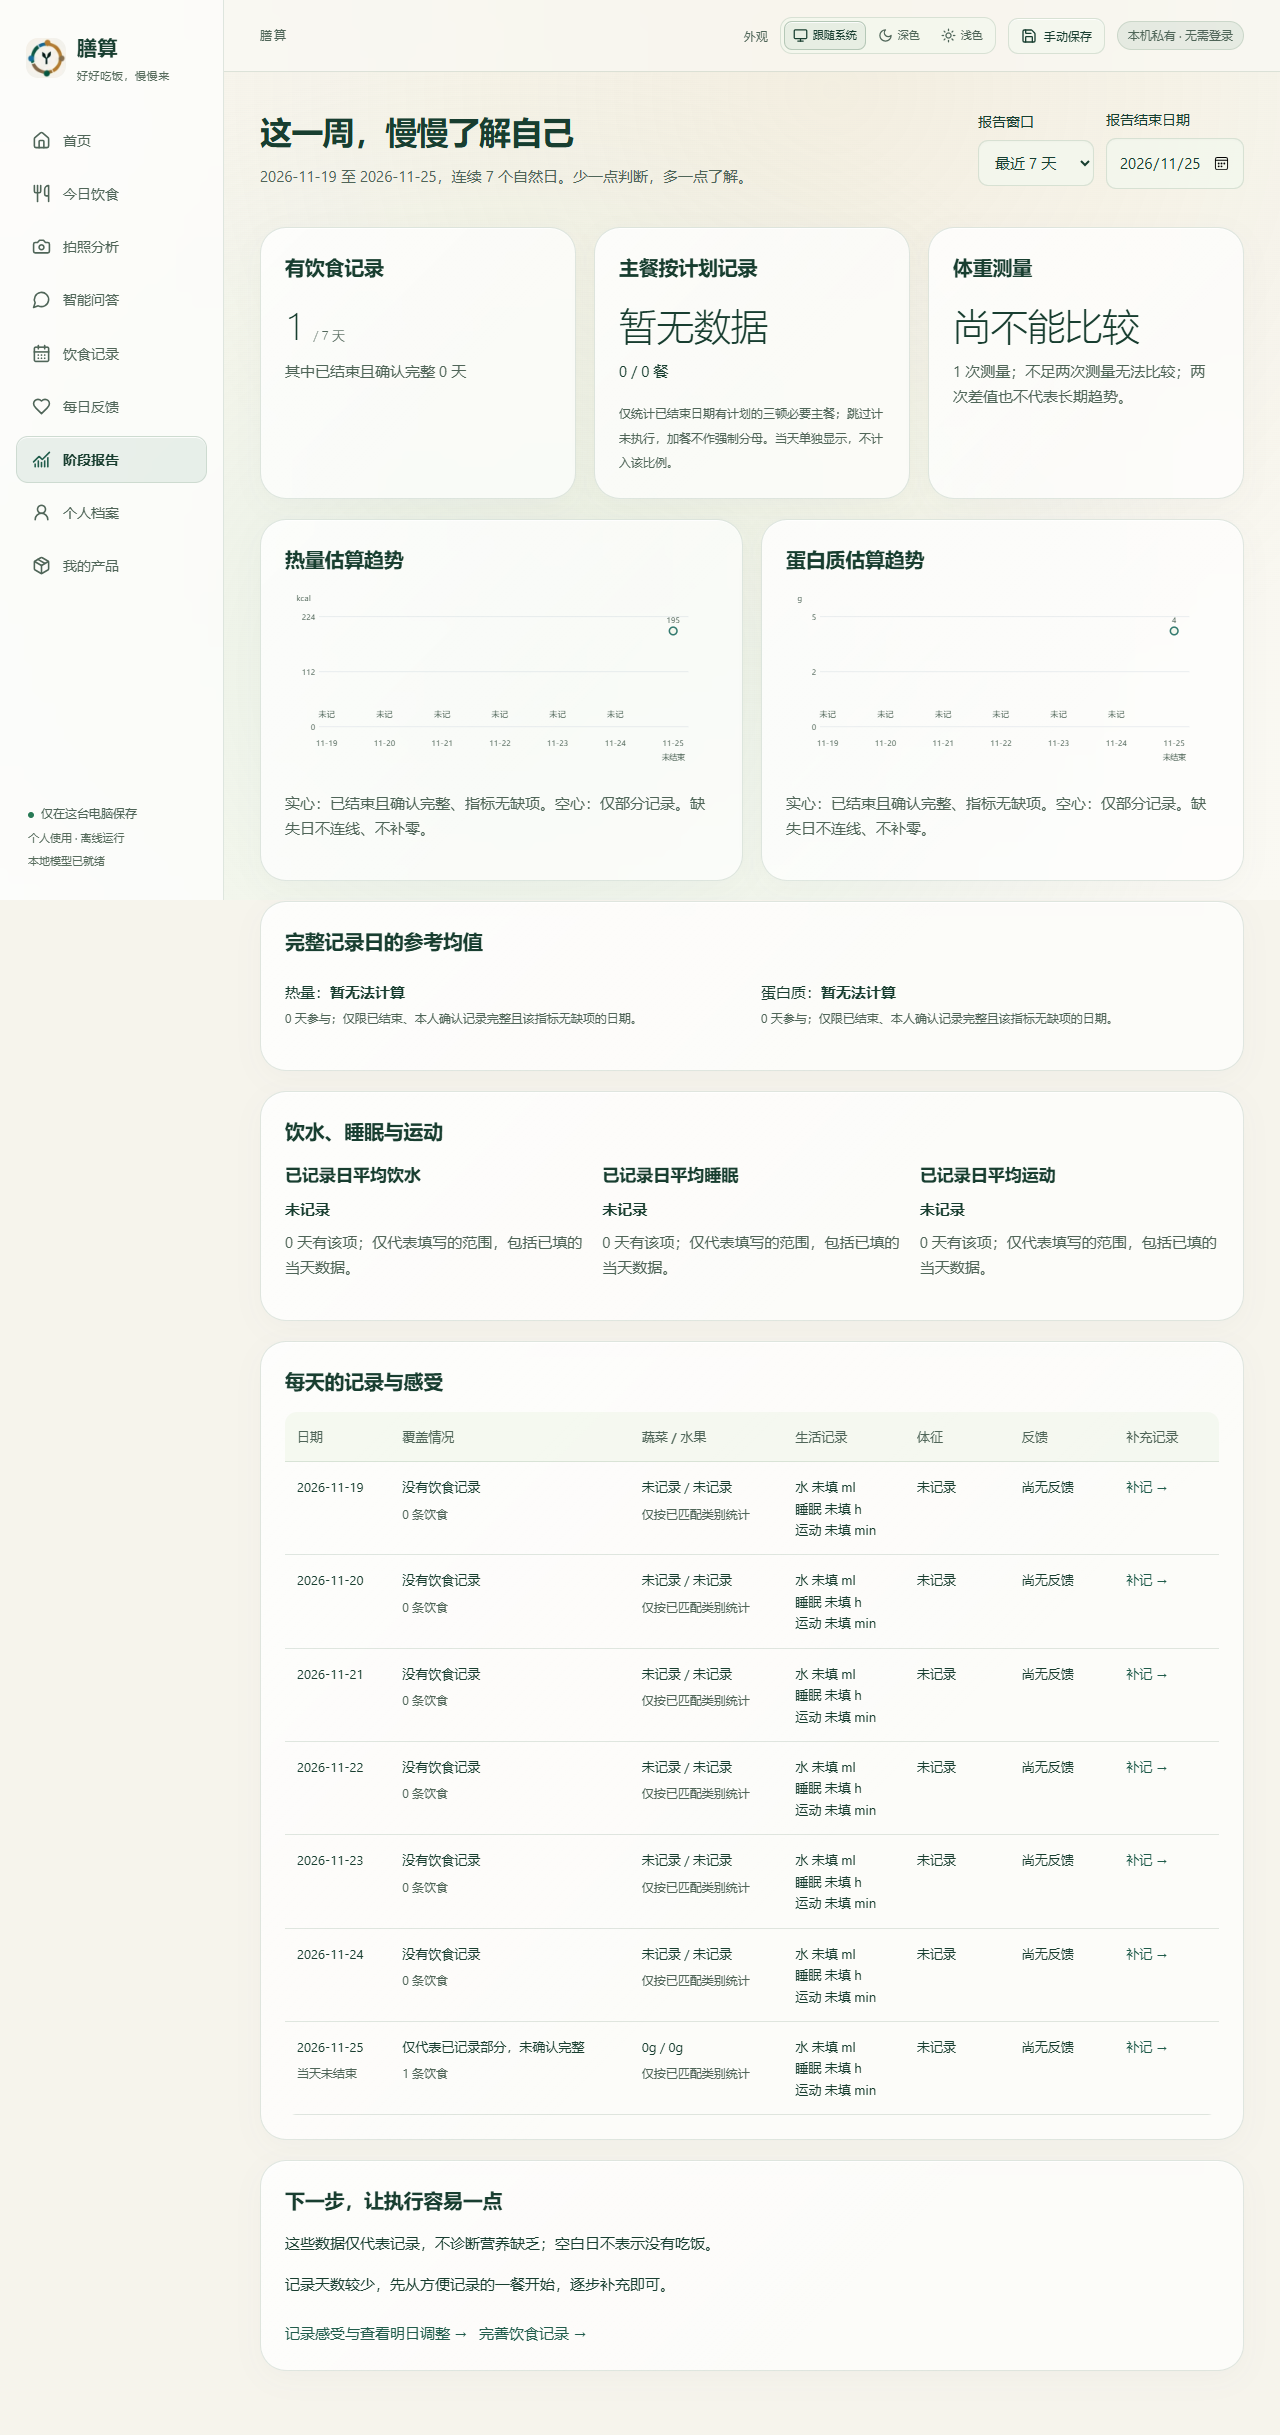 膳算
好好吃饭，慢慢来
首页
今日饮食
拍照分析
智能问答
饮食记录
每日反馈
阶段报告
个人档案
我的产品
仅在这台电脑保存
个人使用 · 离线运行
本地模型已就绪
膳算
外观
跟随系统
深色
浅色
手动保存
本机私有 · 无需登录
这一周，慢慢了解自己
2026-11-19 至 2026-11-25，连续 7 个自然日。少一点判断，多一点了解。
报告窗口
最近 7 天
报告结束日期
2026/11/25
有饮食记录
1 / 7 天
其中已结束且确认完整 0 天
主餐按计划记录
暂无数据
0 / 0 餐
仅统计已结束日期有计划的三顿必要主餐；跳过计
未执行，加餐不作强制分母。当天单独显示，不计
入该比例。
体重测量
尚不能比较
1 次测量；不足两次测量无法比较；两
次差值也不代表长期趋势。
热量估算趋势
kcal
224
195
112
未记 未记 未记 未记 未记 未记
0
11-19 11-20 11-21 11-22 11-23 11-24 11-25
未结束
实心：已结束且确认完整、指标无缺项。空心：仅部分记录。缺
失日不连线、不补零。
蛋白质估算趋势
g
5
4
2
未记 未记 未记 未记 未记 未记
0
11-19 11-20 11-21 11-22 11-23 11-24 11-25
未结束
实心：已结束且确认完整、指标无缺项。空心：仅部分记录。缺
失日不连线、不补零。
完整记录日的参考均值
热量：暂无法计算
0 天参与；仅限已结束、本人确认记录完整且该指标无缺项的日期。
蛋白质：暂无法计算
0 天参与；仅限已结束、本人确认记录完整且该指标无缺项的日期。
饮水、睡眠与运动
已记录日平均饮水
未记录
0 天有该项；仅代表填写的范围，包括已填的
当天数据。
已记录日平均睡眠
未记录
0 天有该项；仅代表填写的范围，包括已填的
当天数据。
已记录日平均运动
未记录
0 天有该项；仅代表填写的范围，包括已填的
当天数据。
每天的记录与感受
日期 覆盖情况 蔬菜 / 水果 生活记录 体征 反馈 补充记录
2026-11-19 没有饮食记录 未记录 / 未记录 水 未填 ml 未记录 尚无反馈 补记 →
0 条饮食 仅按已匹配类别统计 睡眠 未填 h
运动 未填 min
2026-11-20 没有饮食记录 未记录 / 未记录 水 未填 ml 未记录 尚无反馈 补记 →
0 条饮食 仅按已匹配类别统计 睡眠 未填 h
运动 未填 min
2026-11-21 没有饮食记录 未记录 / 未记录 水 未填 ml 未记录 尚无反馈 补记 →
0 条饮食 仅按已匹配类别统计 睡眠 未填 h
运动 未填 min
2026-11-22 没有饮食记录 未记录 / 未记录 水 未填 ml 未记录 尚无反馈 补记 →
0 条饮食 仅按已匹配类别统计 睡眠 未填 h
运动 未填 min
2026-11-23 没有饮食记录 未记录 / 未记录 水 未填 ml 未记录 尚无反馈 补记 →
0 条饮食 仅按已匹配类别统计 睡眠 未填 h
运动 未填 min
2026-11-24 没有饮食记录 未记录 / 未记录 水 未填 ml 未记录 尚无反馈 补记 →
0 条饮食 仅按已匹配类别统计 睡眠 未填 h
运动 未填 min
2026-11-25 仅代表已记录部分，未确认完整 0g / 0g 水 未填 ml 未记录 尚无反馈 补记 →
当天未结束 1 条饮食 仅按已匹配类别统计 睡眠 未填 h
运动 未填 min
下一步，让执行容易一点
这些数据仅代表记录，不诊断营养缺乏；空白日不表示没有吃饭。
记录天数较少，先从方便记录的一餐开始，逐步补充即可。
记录感受与查看明日调整 → 完善饮食记录 →